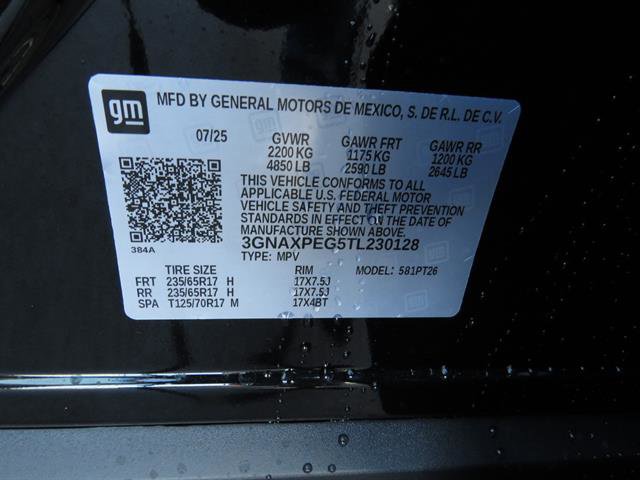 gm
MFD BY GENERAL MOTORS DE MEXICO, S. DE R.L. DE C.V.
07/25 GVWR GAWR FRT GAWR RR
2200 KG 1175 KG 1200 KG
4850 LB 2590 LB 2645 LB
THIS VEHICLE CONFORMS TO ALL
APPLICABLE U.S. FEDERAL MOTOR
VEHICLE SAFETY AND THEFT PREVENTION
STANDARDS IN EFFECT ON THE DATE OF
MANUFACTURE SHOWN ABOVE.
3GNAXPEG5TL230128
384A
TYPE: MPV MODEL: 581PT26
TIRE SIZE RIM
FRT 235/65R17 H 17X7.5J
RR 235/65R17 H 17X7.5J
SPA T125/70R17 M 17X4BT